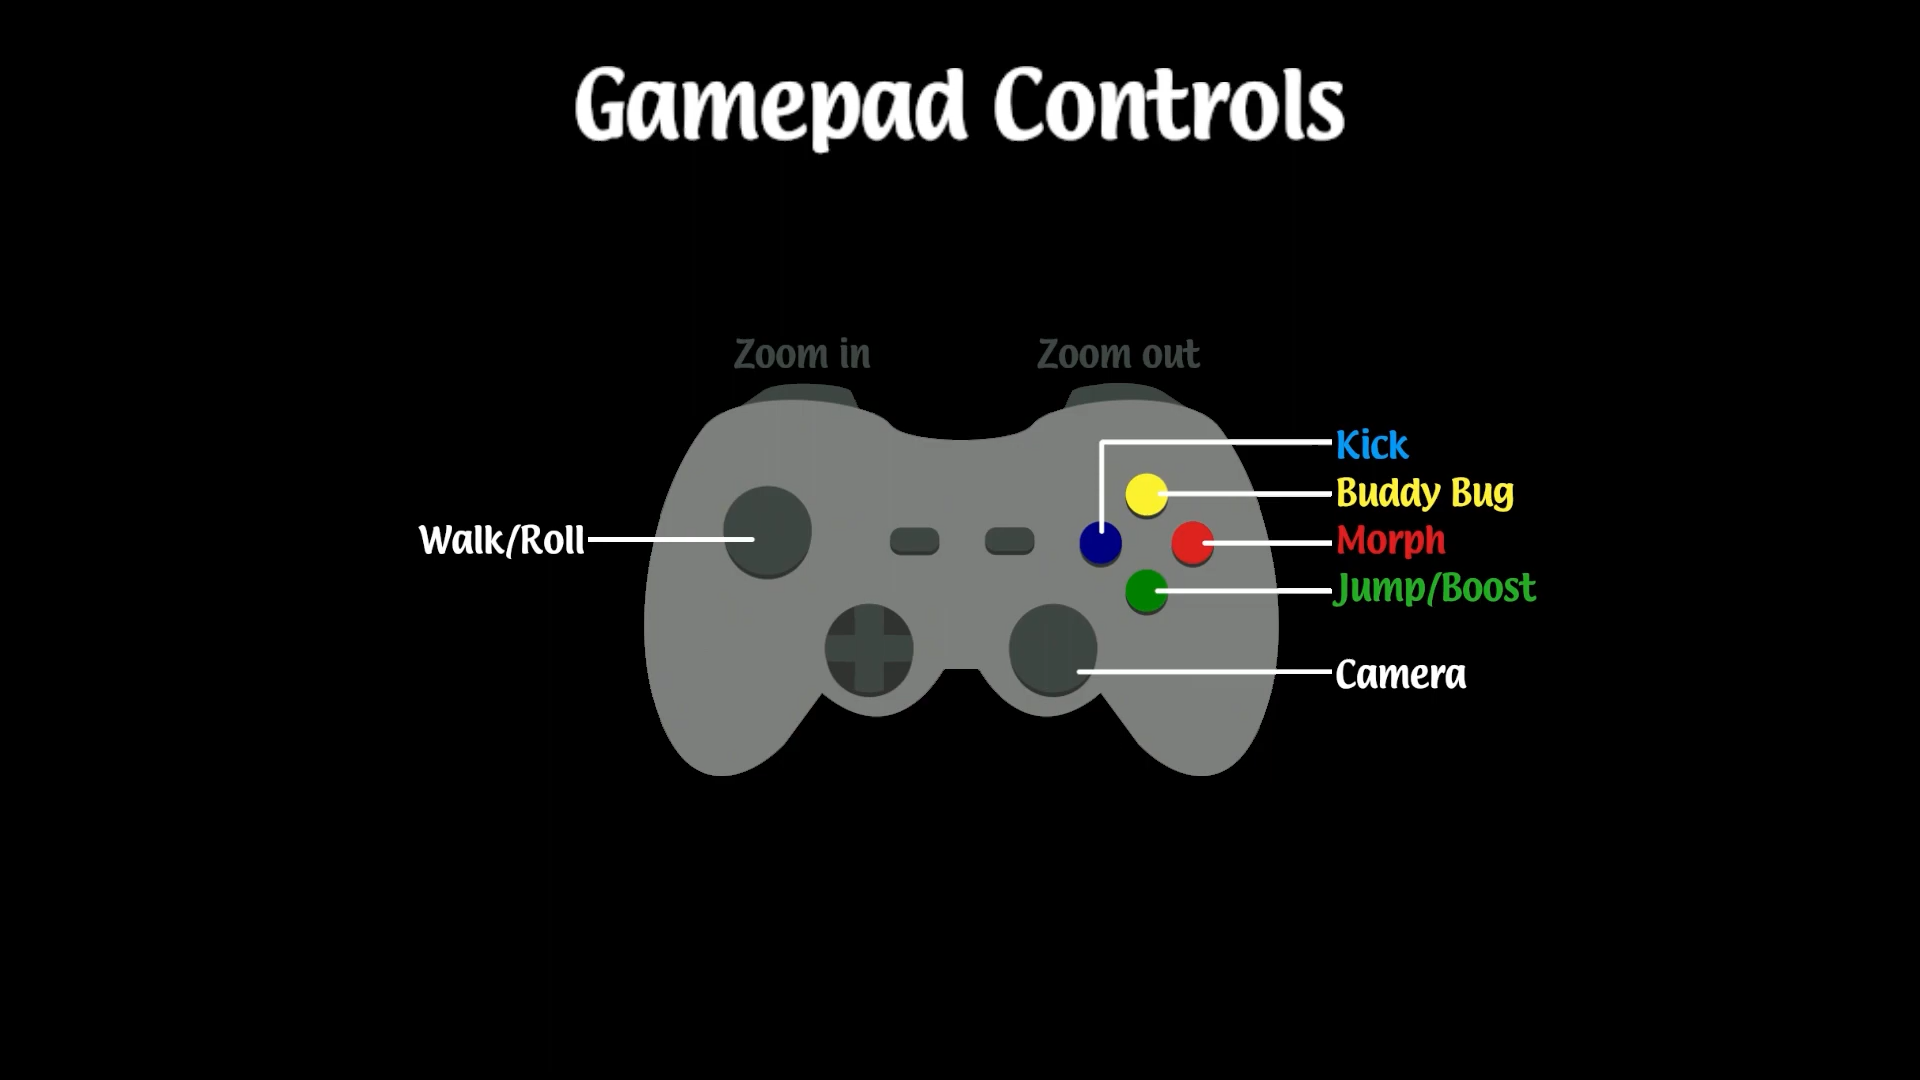 Gamepad Controls
Zoom in
Zoom out
Kick
Buddy Bug
Walk/Roll
Morph
Jump/Boost
Camera